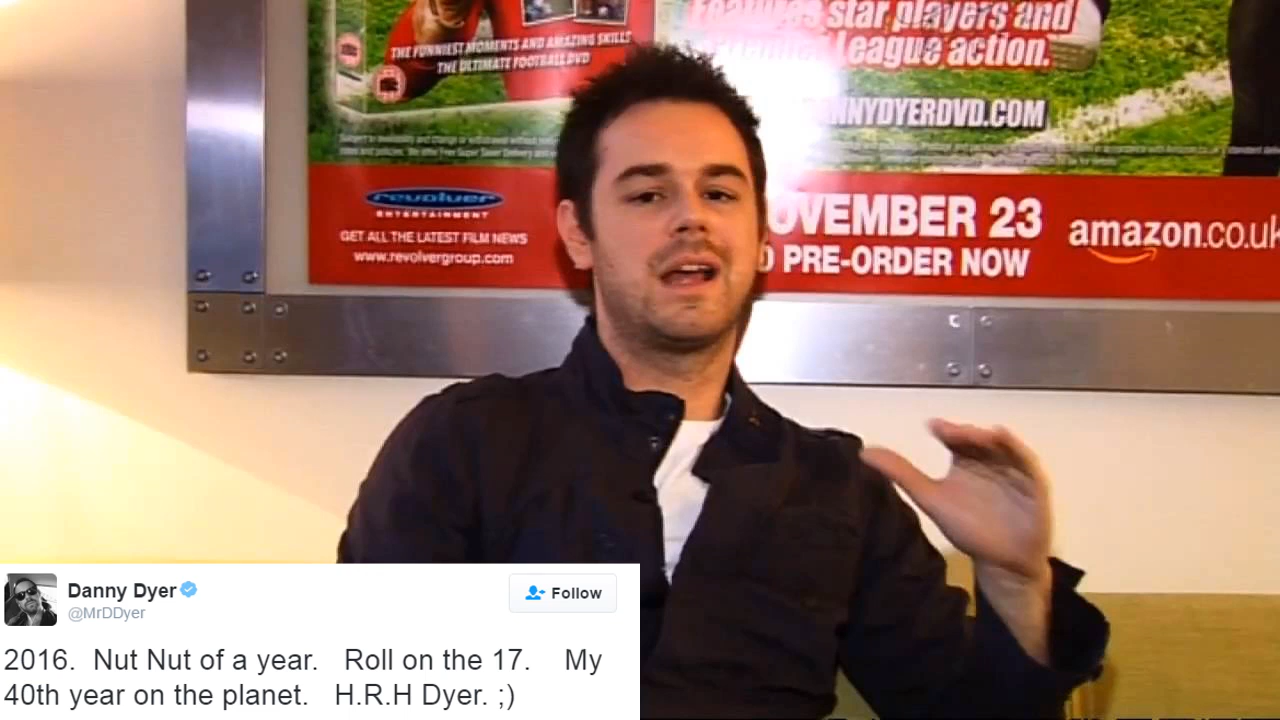 Features star players and
Premier League action.
THE FUNNIEST MOMENTS AND AMAZING SKILLS
THE ULTIMATE FOOTBALL DVD
NNYDYERDVD.COM
revolver
ENTERTAINMENT
GET ALL THE LATEST FILM NEWS
www.revolvergroup.com
OVEMBER 23
PRE-ORDER NOW
amazon.co.uk
Danny Dyer
@MrDDyer
Follow
2016. Nut Nut of a year. Roll on the 17. My
40th year on the planet. H.R.H Dyer. ;)